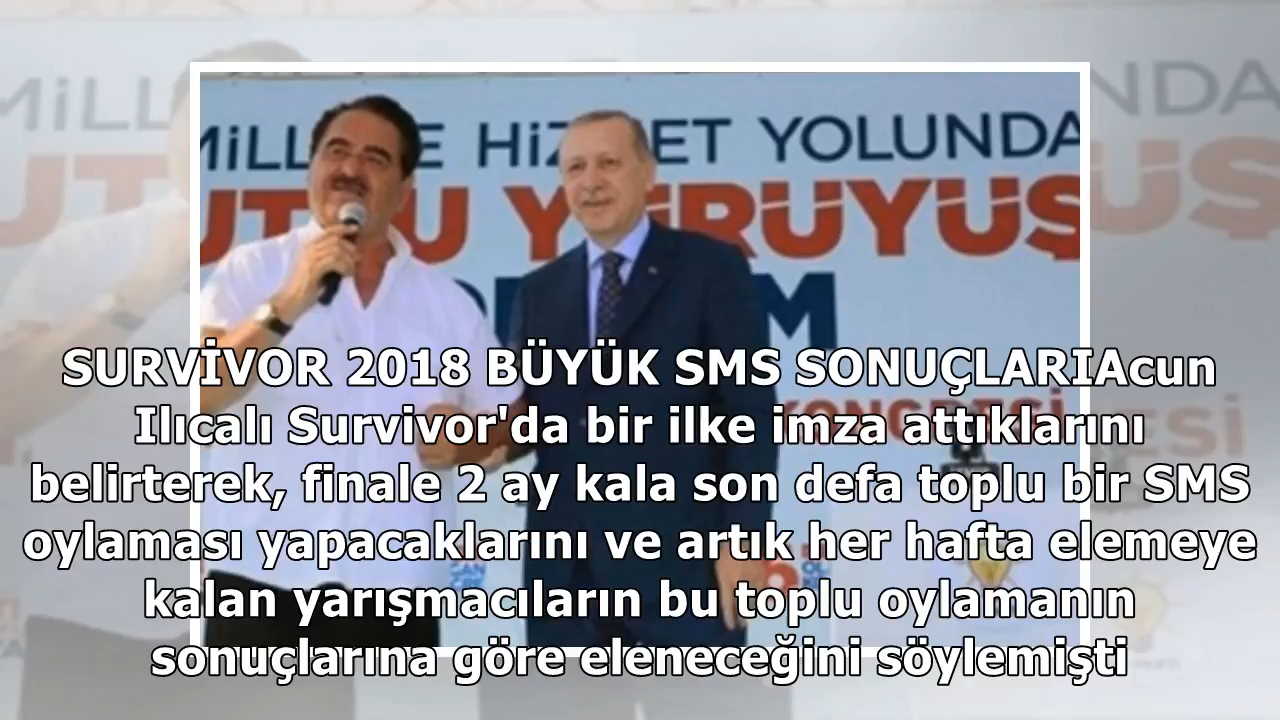 MİLL
YOLUNDA
HİZ ET
UTLU YÜRÜYÜŞ
SURVİVOR 2018 BÜYÜK SMS SONUÇLARIAcun
Ilıcalı Survivor'da bir ilke imza attıklarını
belirterek, finale 2 ay kala son defa toplu bir SMS
oylaması yapacaklarını ve artık her hafta elemeye
kalan yarışmacıların bu toplu oylamanın
sonuçlarına göre eleneceğini söylemişti